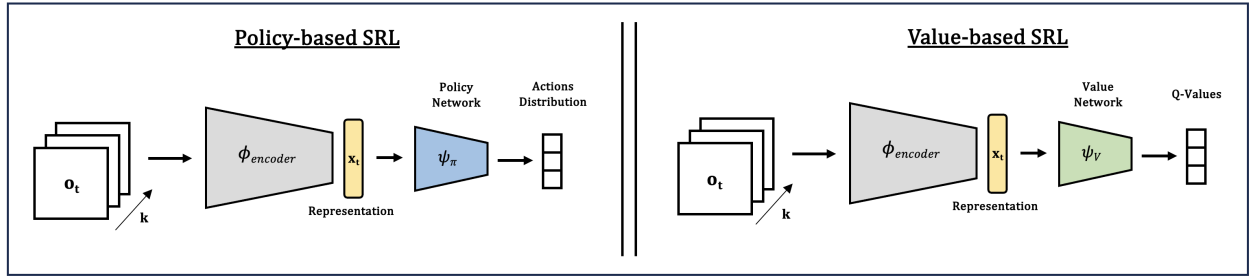 Policy-based SRL
Policy
Network
Actions
Distribution
ϕ_encoder
x_t
ψ_π
o_t
k
Representation
Value-based SRL
Value
Network
Q-Values
ϕ_encoder
x_t
ψ_V
o_t
k
Representation